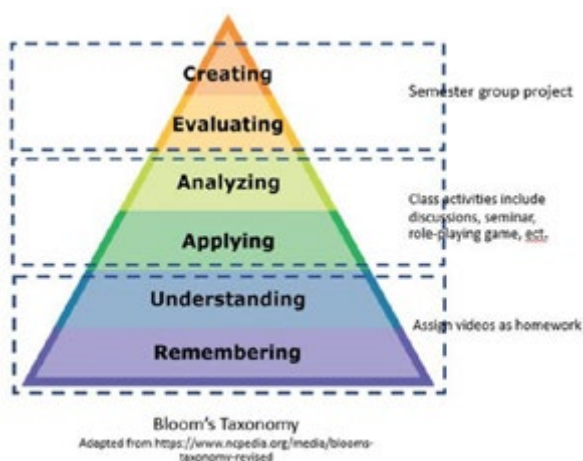 Creating
Semester group project
Evaluating
Analyzing
Class activities include
discussions, seminar,
role-playing game, ect.
Applying
Understanding
Assign videos as homework
Remembering
Bloom's Taxonomy
Adapted from https://www.ncpedia.org/media/blooms-
taxonomy-revised